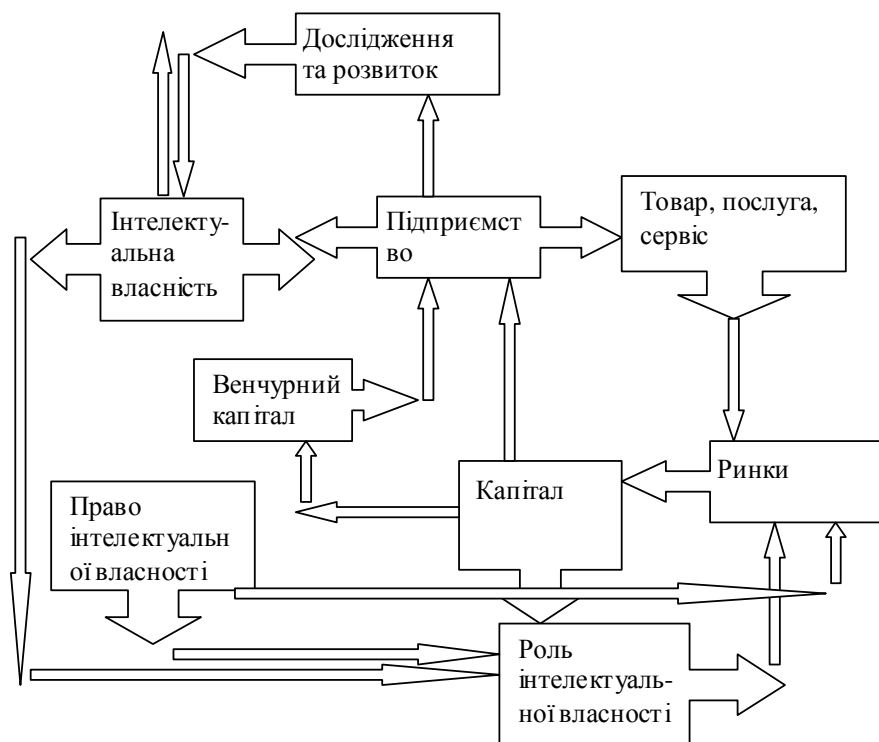 Дослідження
та розвиток
Інтелекту-
альна
власність
Підприємст
во
Товар, послуга,
сервіс
Венчурний
капітал
Капітал
Ринки
Право
інтелектуальн
ої власності
Роль
інтелектуаль-
ної власності